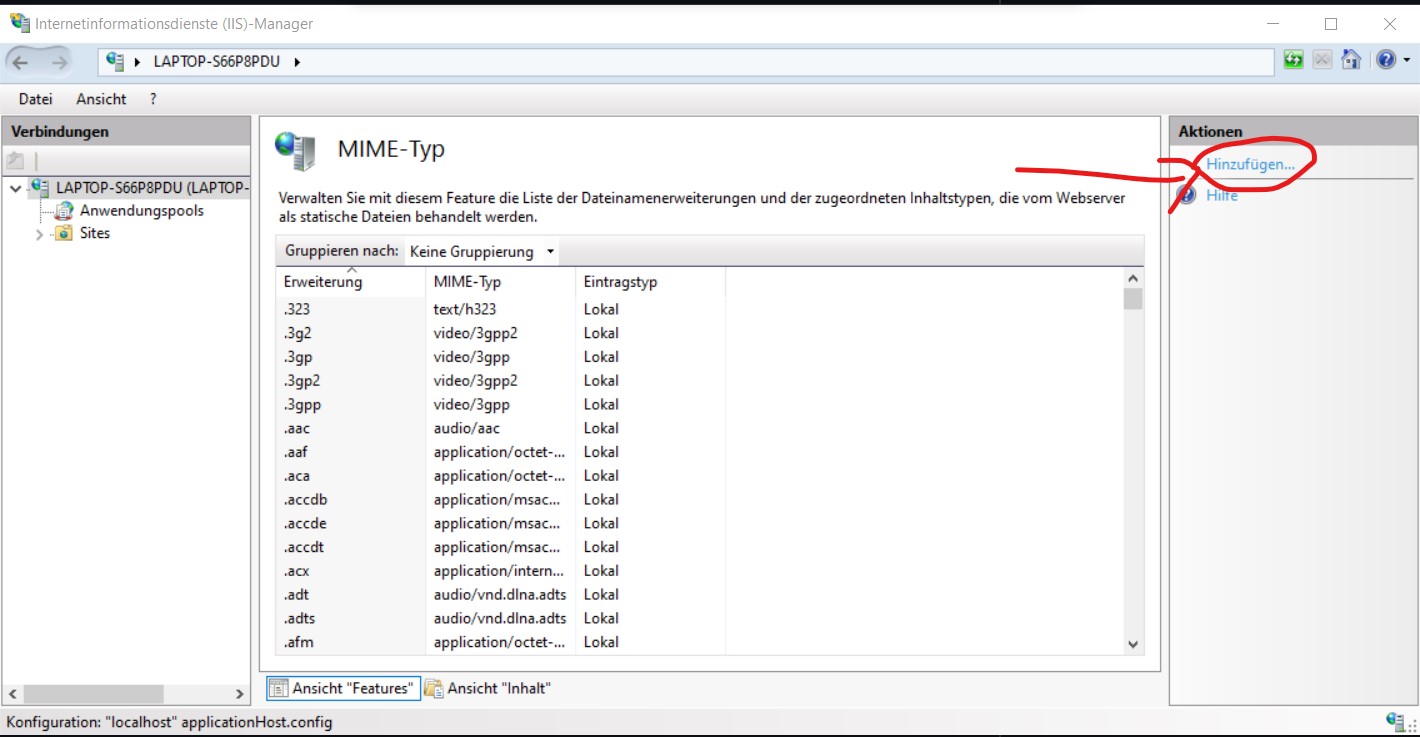 Internetinformationsdienste (IIS)-Manager
LAPTOP-S66P8PDU
Datei Ansicht ?
Verbindungen
LAPTOP-S66P8PDU (LAPTOP-
Anwendungspools
Sites
MIME-Typ
Verwalten Sie mit diesem Feature die Liste der Dateinamenerweiterungen und der zugeordneten Inhaltstypen, die vom Webserver
als statische Dateien behandelt werden.
Gruppieren nach: Keine Gruppierung
Erweiterung MIME-Typ Eintragstyp
.323 text/h323 Lokal
.3g2 video/3gpp2 Lokal
.3gp video/3gpp Lokal
.3gp2 video/3gpp2 Lokal
.3gpp video/3gpp Lokal
.aac audio/aac Lokal
.aaf application/octet-... Lokal
.aca application/octet-... Lokal
.accdb application/msac... Lokal
.accde application/msac... Lokal
.accdt application/msac... Lokal
.acx application/intern... Lokal
.adt audio/vnd.dlna.adts Lokal
.adts audio/vnd.dlna.adts Lokal
.afm application/octet-... Lokal
Ansicht "Features" Ansicht "Inhalt"
Aktionen
Hinzufügen...
Hilfe
Konfiguration: "localhost" applicationHost.config